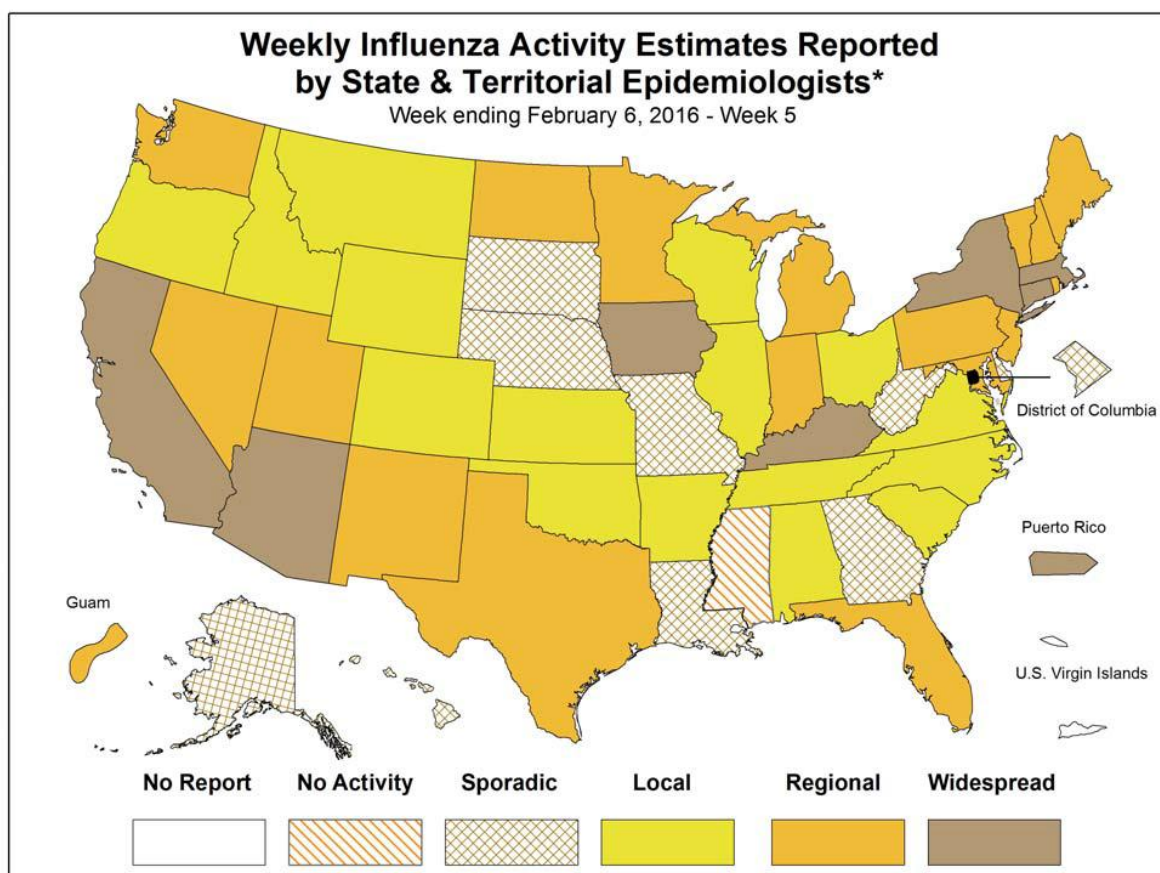 Weekly Influenza Activity Estimates Reported
by State & Territorial Epidemiologists*
Week ending February 6, 2016 - Week 5
District of Columbia
Puerto Rico
Guam
U.S. Virgin Islands
No Report No Activity Sporadic Local Regional Widespread